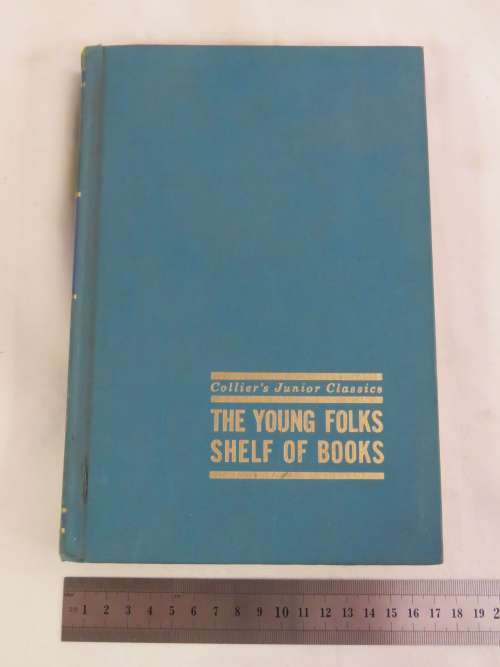 Collier's Junior Classics
THE YOUNG FOLKS
SHELF OF BOOKS
1 2 3 4 5 6 7 8 9 10 11 12 13 14 15 16 17 18 19 2